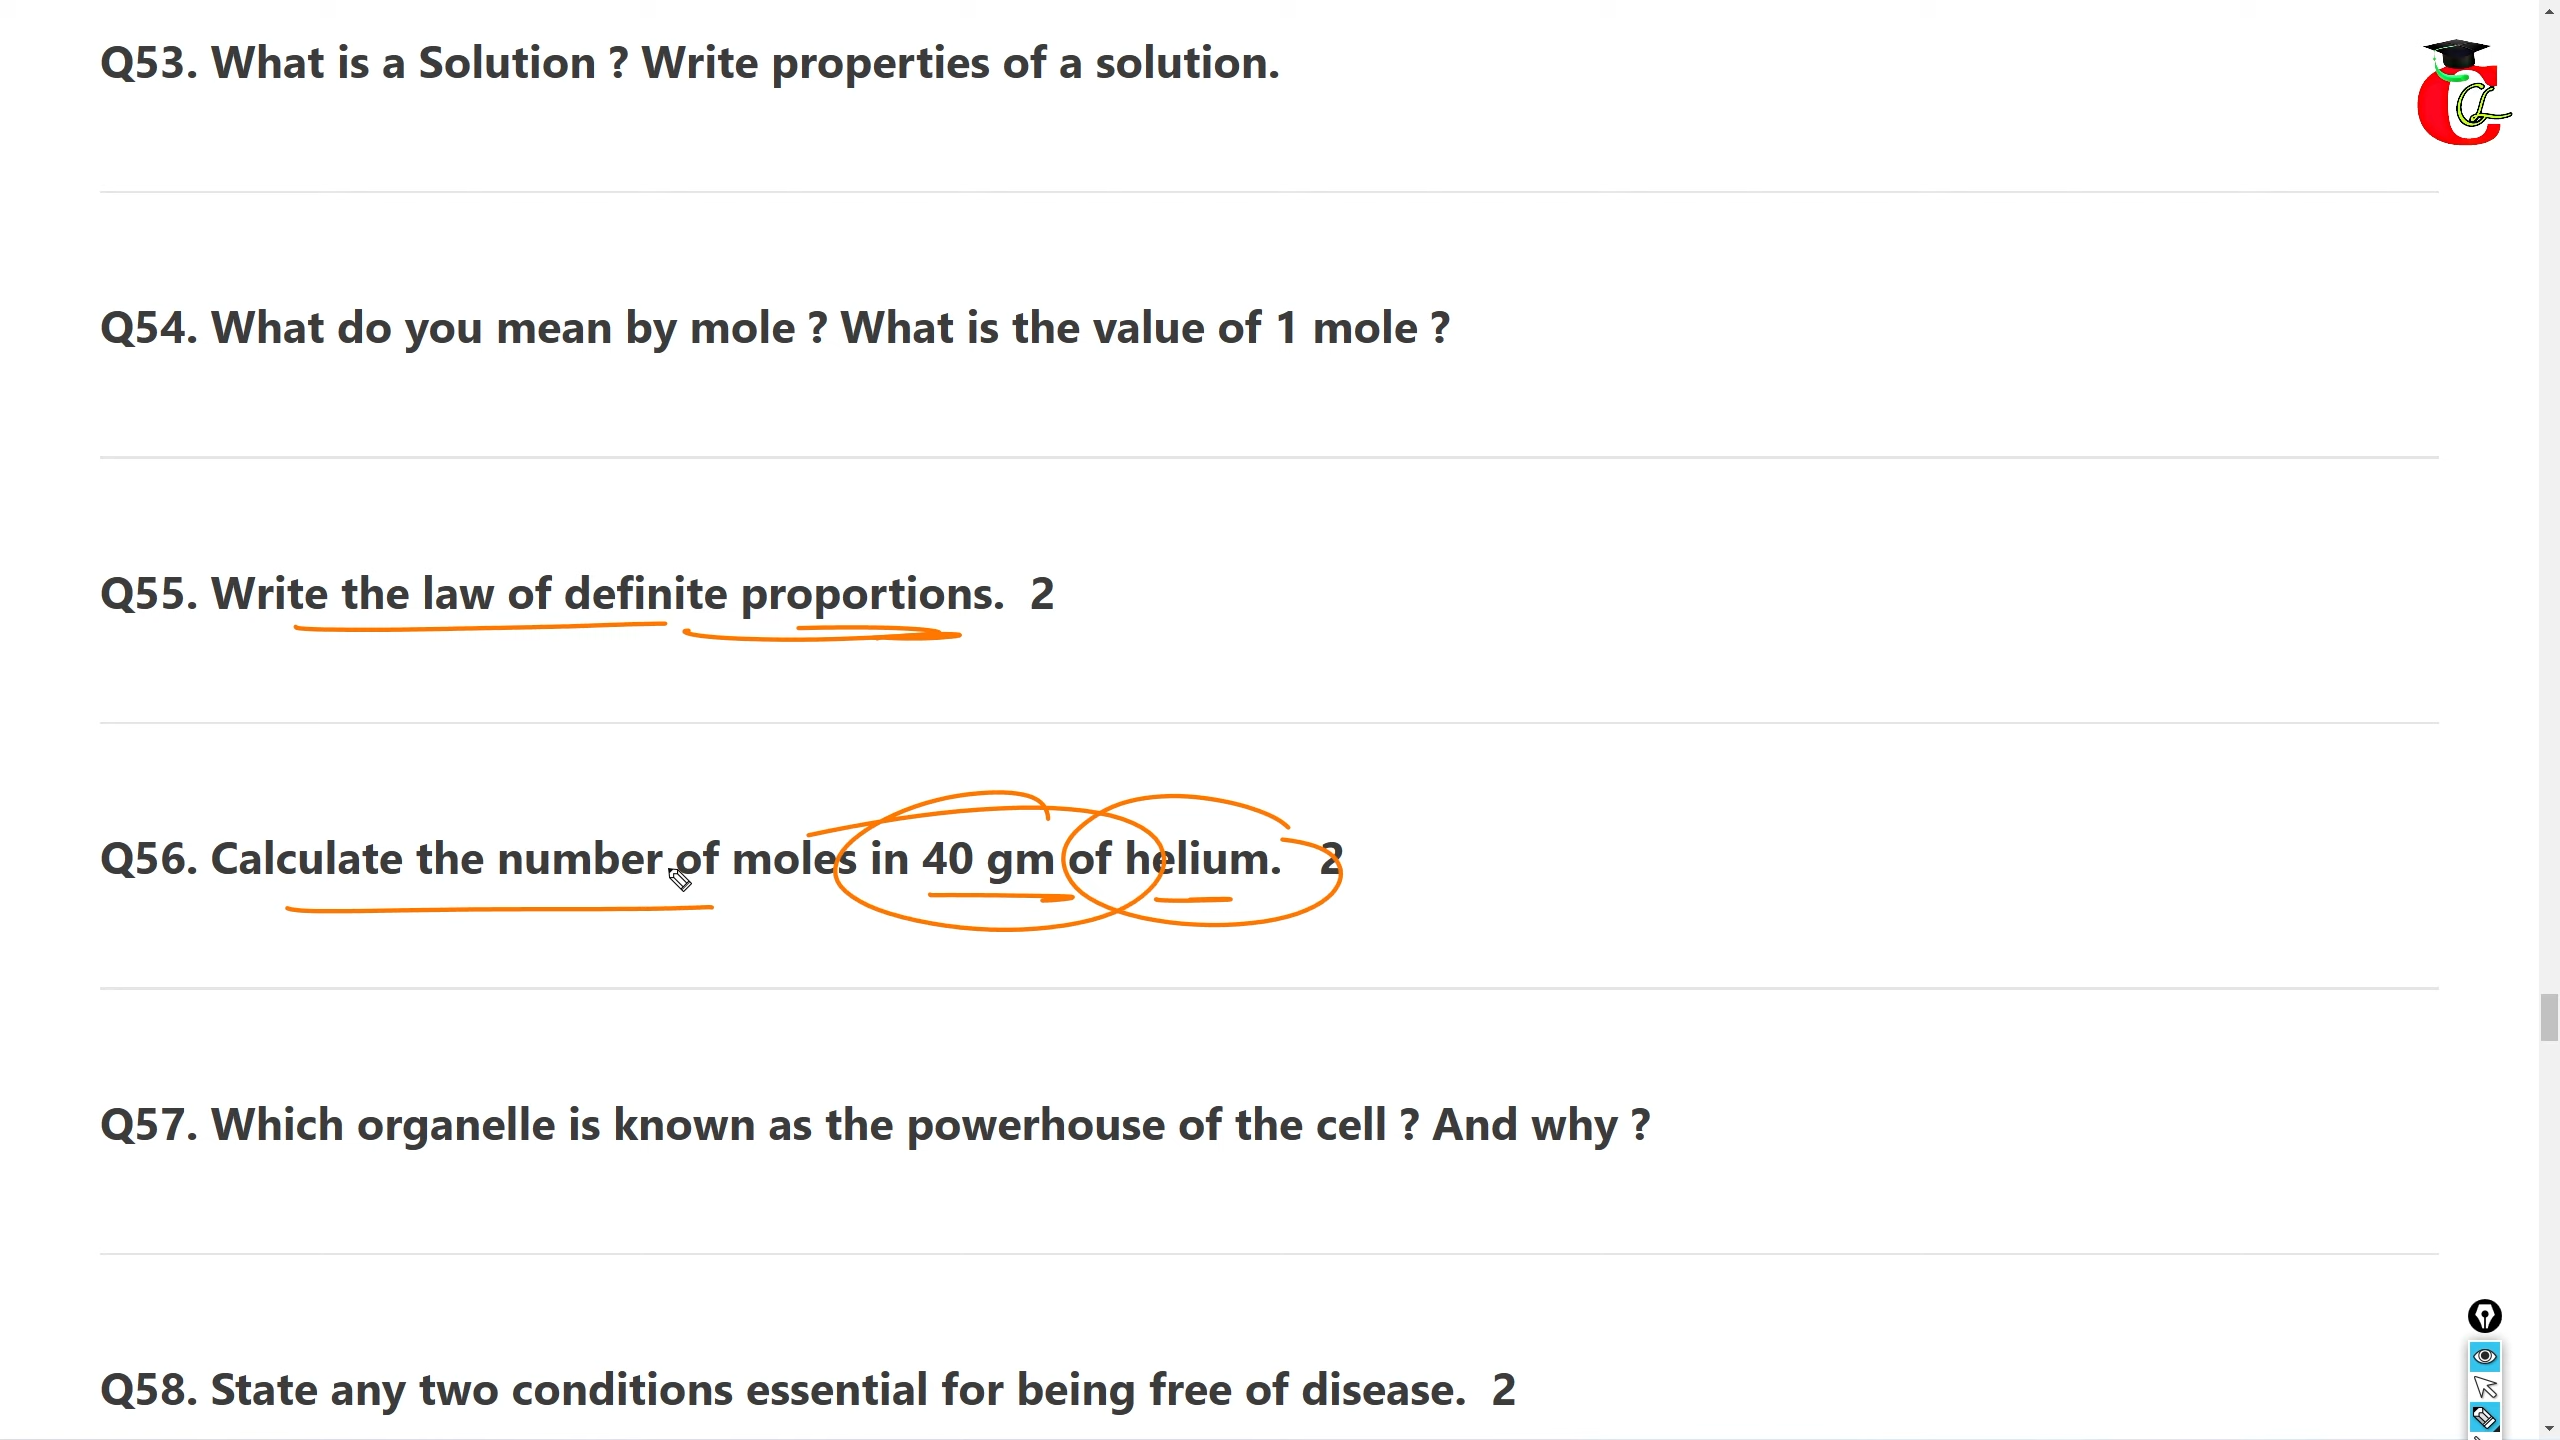 Q53. What is a Solution ? Write properties of a solution.
Q54. What do you mean by mole ? What is the value of 1 mole ?
Q55. Write the law of definite proportions. 2
Q56. Calculate the number of moles in 40 gm of helium. 2
Q57. Which organelle is known as the powerhouse of the cell ? And why ?
Q58. State any two conditions essential for being free of disease. 2